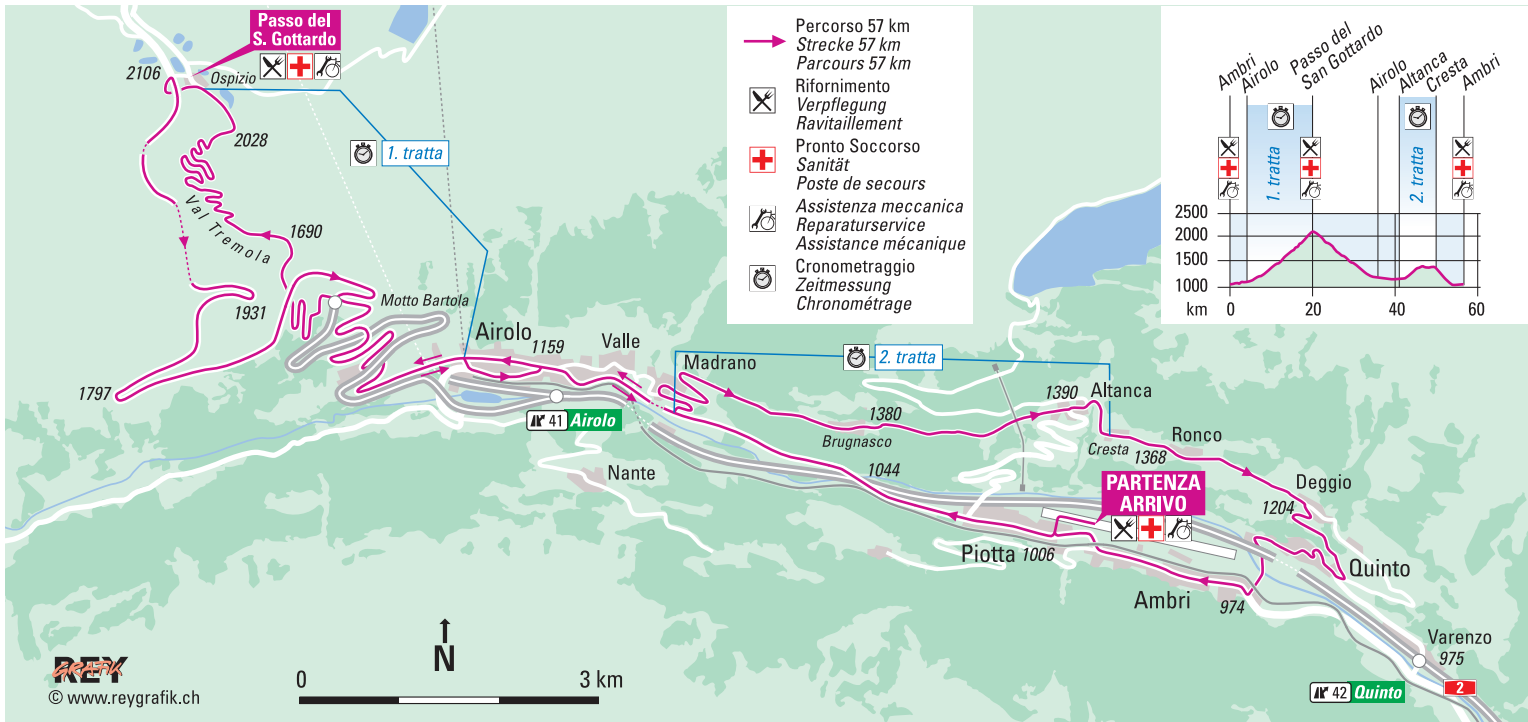 Passo del
S. Gottardo
2106
Ospizio
2028
1. tratta
Val Tremola
1690
1931
Motto Bartola
1797
Airolo
1159
Valle
41 Airolo
Nante
Madrano
2. tratta
1380
Brugnasco
1044
1390
Altanca
Cresta
1368
Ronco
Deggio
1204
PARTENZA
ARRIVO
Piotta 1006
Quinto
Ambri
974
Varenzo
975
42 Quinto
2
Percorso 57 km
Strecke 57 km
Parcours 57 km
Rifornimento
Verpflegung
Ravitaillement
Pronto Soccorso
Sanität
Poste de secours
Assistenza meccanica
Reparaturservice
Assistance mécanique
Cronometraggio
Zeitmessung
Chronométrage
Ambri
Airolo
Passo del
San Gottardo
Airolo
Altanca
Cresta
Ambri
1. tratta
2. tratta
2500
2000
1500
1000
km
0
20
40
60
N
0
3 km
REY
GRAFIK
© www.reygrafik.ch